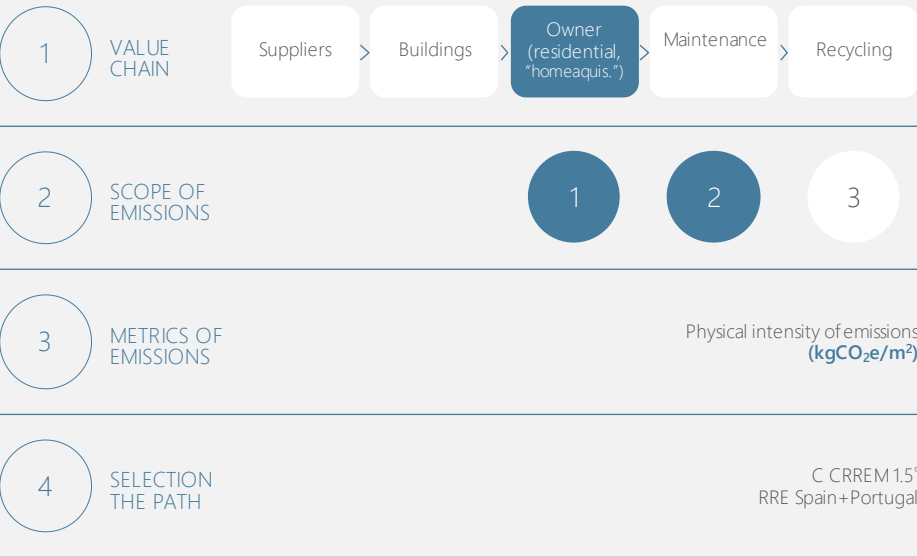 1
VALUE
CHAIN
Suppliers
Buildings
Owner
(residential,
“homeaquis.”)
Maintenance
Recycling
2
SCOPE OF
EMISSIONS
1
2
3
3
METRICS OF
EMISSIONS
Physical intensity of emissions
(kgCO₂e/m²)
4
SELECTION
THE PATH
C CRREM 1.5°
RRE Spain+Portugal